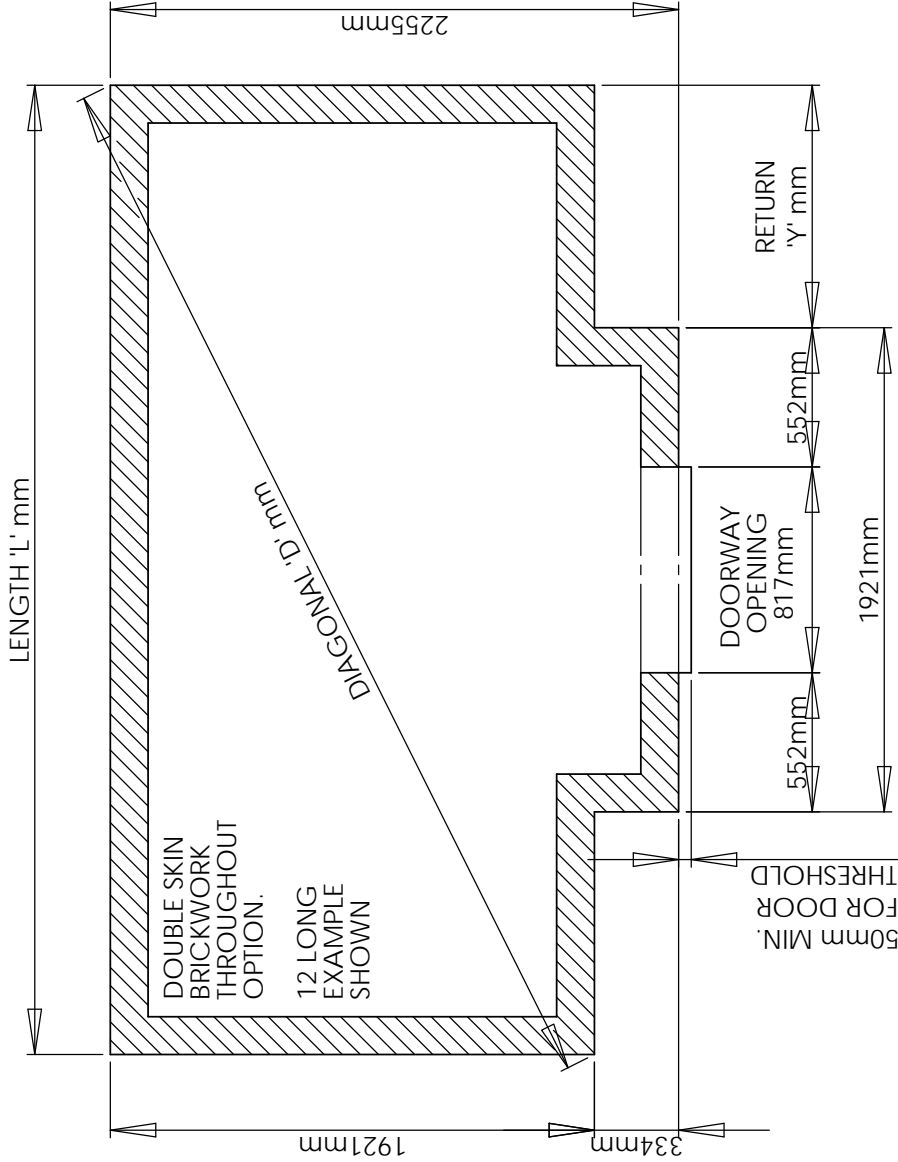 LENGTH 'L' mm
2255mm
DIAGONAL 'D' mm
DOUBLE SKIN
BRICKWORK
THROUGHOUT
OPTION.
12 LONG
EXAMPLE
SHOWN
1921mm
334mm
RETURN
'Y' mm
552mm
DOORWAY
OPENING
817mm
552mm
1921mm
50mm MIN.
FOR DOOR
THRESHOLD